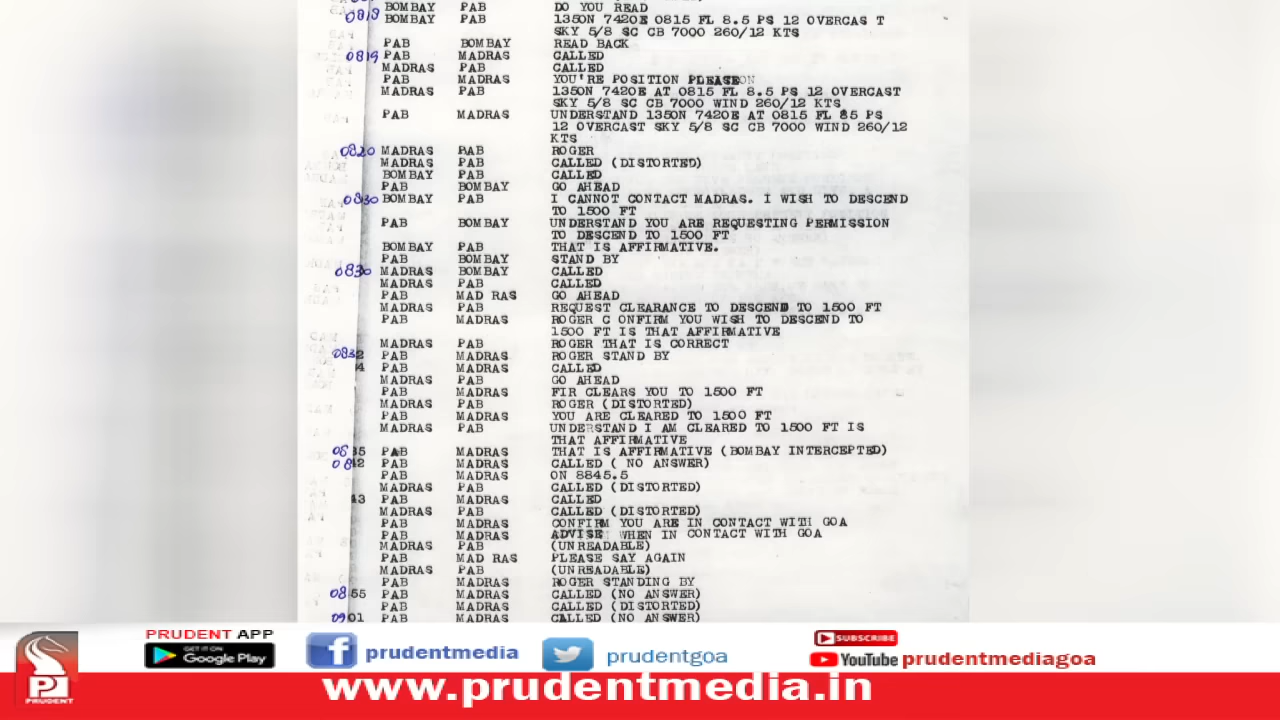 BOMBAY PAB DO YOU READ
0818 BOMBAY PAB 1350N 7420E 0815 FL 8.5 PS 12 OVERCAS T
SKY 5/8 SC CB 7000 260/12 KTS
PAB BOMBAY READ BACK
0819 PAB MADRAS CALLED
MADRAS PAB CALLED
PAB MADRAS YOU'RE POSITION PLEASE
MADRAS PAB 1350N 7420E AT 0815 FL 8.5 PS 12 OVERCAST
SKY 5/8 SC CB 7000 WIND 260/12 KTS
PAB MADRAS UNDERSTAND 1350N 7420E AT 0815 FL 85 PS
12 OVERCAST SKY 5/8 SC CB 7000 WIND 260/12
KTS
0820 MADRAS PAB ROGER
MADRAS PAB CALLED (DISTORTED)
BOMBAY PAB CALLED
PAB BOMBAY GO AHEAD
0830 BOMBAY PAB I CANNOT CONTACT MADRAS. I WISH TO DESCEND
TO 1500 FT
PAB BOMBAY UNDERSTAND YOU ARE REQUESTING PERMISSION
TO DESCEND TO 1500 FT
BOMBAY PAB THAT IS AFFIRMATIVE.
PAB BOMBAY STAND BY
0830 MADRAS BOMBAY CALLED
MADRAS PAB CALLED
PAB MAD RAS GO AHEAD
MADRAS PAB REQUEST CLEARANCE TO DESCEND TO 1500 FT
PAB MADRAS ROGER C ONFIRM YOU WISH TO DESCEND TO
1500 FT IS THAT AFFIRMATIVE
MADRAS PAB ROGER THAT IS CORRECT
0832 PAB MADRAS ROGER STAND BY
4 PAB MADRAS CALLED
MADRAS PAB GO AHEAD
PAB MADRAS FIR CLEARS YOU TO 1500 FT
MADRAS PAB ROGER (DISTORTED)
PAB MADRAS YOU ARE CLEARED TO 1500 FT
MADRAS PAB UNDERSTAND I AM CLEARED TO 1500 FT IS
THAT AFFIRMATIVE
0835 PAB MADRAS THAT IS AFFIRMATIVE (BOMBAY INTERCEPTED)
0842 PAB MADRAS CALLED ( NO ANSWER)
PAB MADRAS ON 8845.5
MADRAS PAB CALLED (DISTORTED)
43 PAB MADRAS CALLED
MADRAS PAB CALLED (DISTORTED)
PAB MADRAS CONFIRM YOU ARE IN CONTACT WITH GOA
PAB MADRAS ADVISE WHEN IN CONTACT WITH GOA
MADRAS PAB (UNREADABLE)
PAB MAD RAS PLEASE SAY AGAIN
MADRAS PAB (UNREADABLE)
PAB MADRAS ROGER STANDING BY
0855 PAB MADRAS CALLED (NO ANSWER)
PAB MADRAS CALLED (DISTORTED)
0901 PAB MADRAS CALLED (NO ANSWER)
PRUDENT APP
GET IT ON
Google Play
prudentmedia
prudentgoa
SUBSCRIBE
YouTube prudentmediagoa
PRUDENT
www.prudentmedia.in